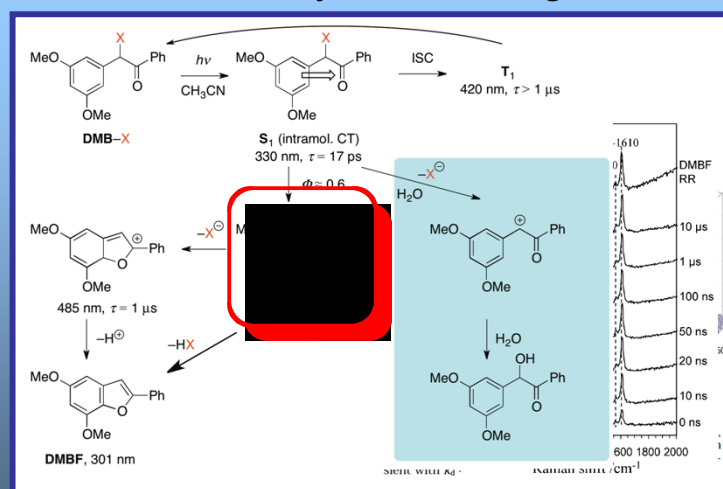 X
MeO
Ph
O
OMe
DMB–X
hν
CH₃CN
X
MeO
Ph
O
OMe
S₁ (intramol. CT)
330 nm, τ = 17 ps
ISC
T₁
420 nm, τ > 1 μs
Φ ≈ 0.6
–X⊖
H₂O
–X⊖
M
MeO
⊕
Ph
O
OMe
485 nm, τ = 1 μs
–H⊕
–HX
MeO
Ph
O
OMe
DMBF, 301 nm
⊕
Ph
MeO
O
OMe
H₂O
OH
Ph
MeO
O
OMe
-1610
DMBF
RR
10 μs
1 μs
100 ns
50 ns
20 ns
10 ns
0 ns
600 1800 2000
Raman shift /cm⁻¹
sient with k_d .